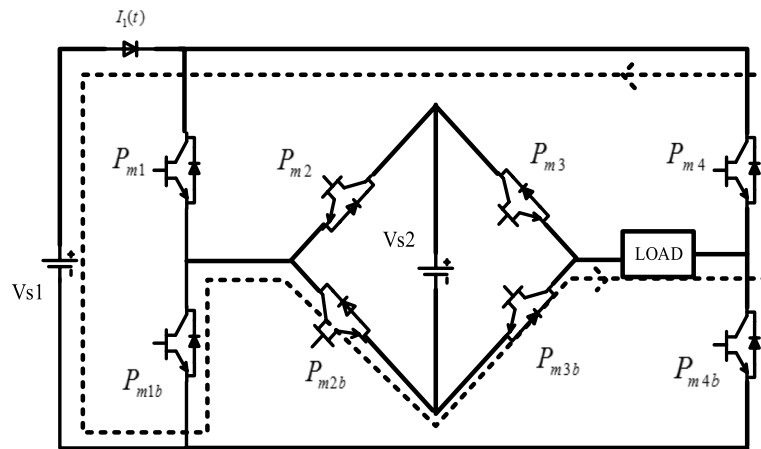 I1(t)
Pm1
Pm2
Pm3
Pm4
Vs2
LOAD
Vs1
Pm1b
Pm2b
Pm3b
Pm4b